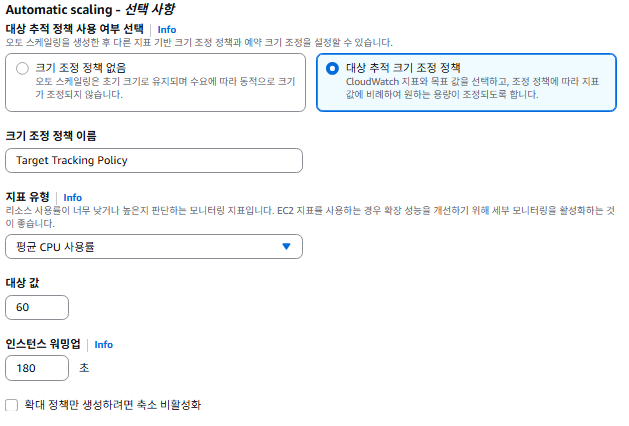 Automatic scaling - 선택 사항
대상 추적 정책 사용 여부 선택 | Info
오토 스케일링을 생성한 후 다른 지표 기반 크기 조정 정책과 예약 크기 조정을 설정할 수 있습니다.
크기 조정 정책 없음
오토 스케일링은 초기 크기로 유지되며 수요에 따라 동적으로 크기
가 조정되지 않습니다.
대상 추적 크기 조정 정책
CloudWatch 지표와 목표 값을 선택하고, 조정 정책에 따라 지표
값에 비례하여 원하는 용량이 조정되도록 합니다.
크기 조정 정책 이름
Target Tracking Policy
지표 유형 | Info
리소스 사용률이 너무 낮거나 높은지 판단하는 모니터링 지표입니다. EC2 지표를 사용하는 경우 확장 성능을 개선하기 위해 세부 모니터링을 활성화하는 것
이 좋습니다.
평균 CPU 사용률
대상 값
60
인스턴스 워밍업 | Info
180 초
확대 정책만 생성하려면 축소 비활성화